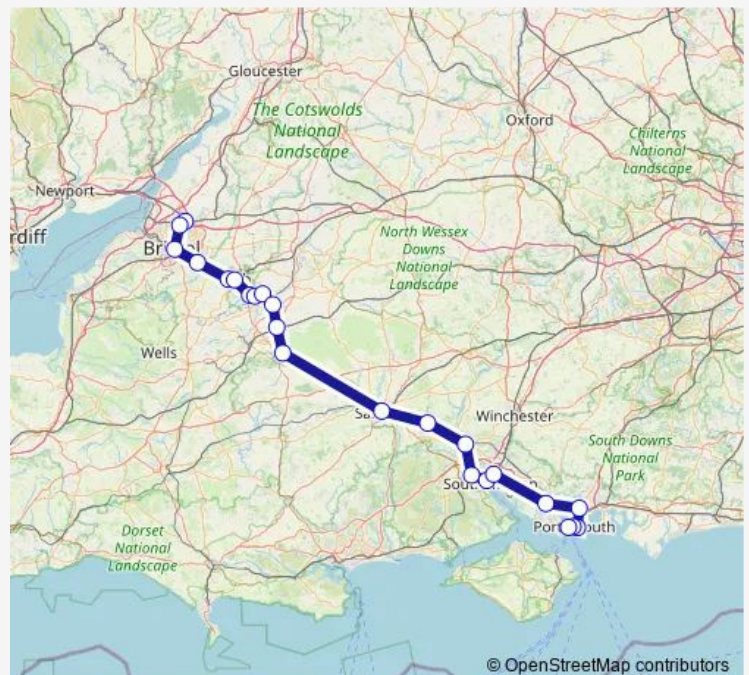 Gloucester
The Cotswolds
National
Landscape
Oxford
Chilterns
National
Landscape
Newport
rdiff
North Wessex
Downs
National
Landscape
Wells
Winchester
South Downs
National
Park
Dorset
National
Landscape
© OpenStreetMap contributors